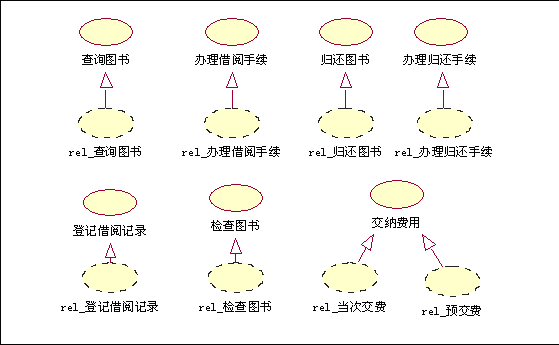 查询图书
办理借阅手续
归还图书
办理归还手续
rel_查询图书
rel_办理借阅手续
rel_归还图书
rel_办理归还手续
登记借阅记录
检查图书
交纳费用
rel_登记借阅记录
rel_检查图书
rel_当次交费
rel_预交费